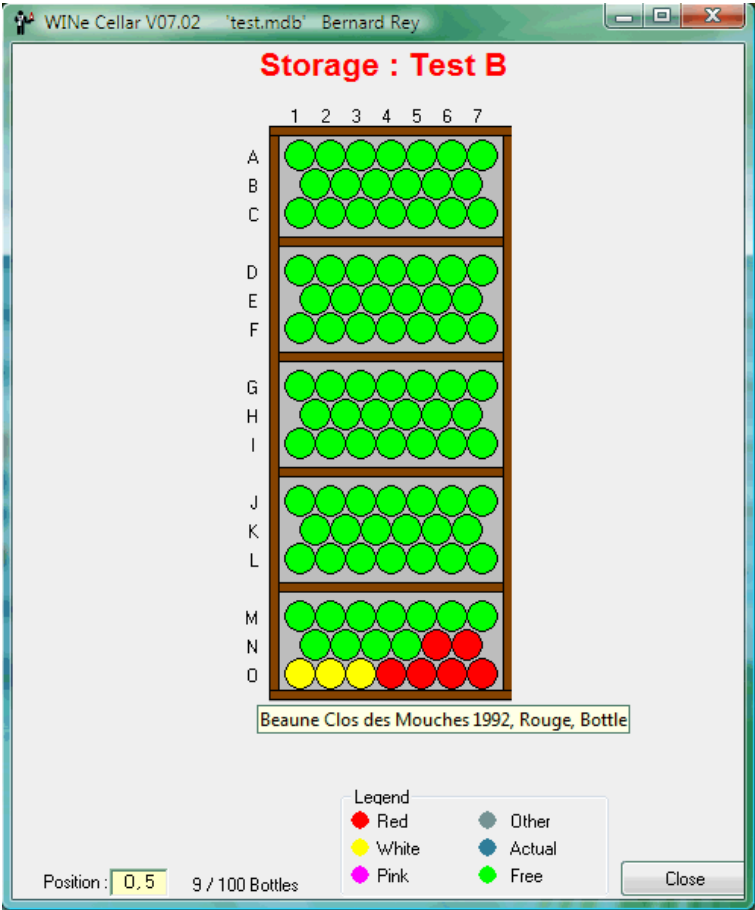 WINe Cellar V07.02 'test.mdb' Bernard Rey
Storage : Test B
1 2 3 4 5 6 7
A
B
C
D
E
F
G
H
I
J
K
L
M
N
O
Beaune Clos des Mouches 1992, Rouge, Bottle
Legend
Red Other
White Actual
Pink Free
Position : O,5 9 / 100 Bottles Close